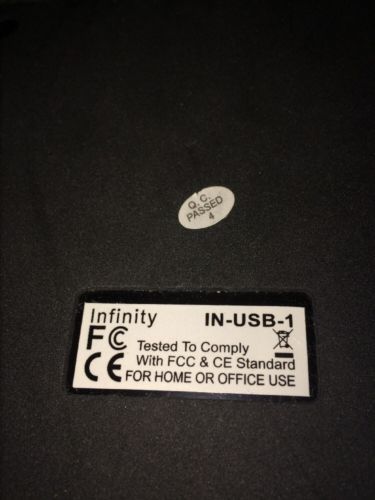 Q.C.
PASSED
4
Infinity IN-USB-1
FC Tested To Comply
With FCC & CE Standard
CE FOR HOME OR OFFICE USE